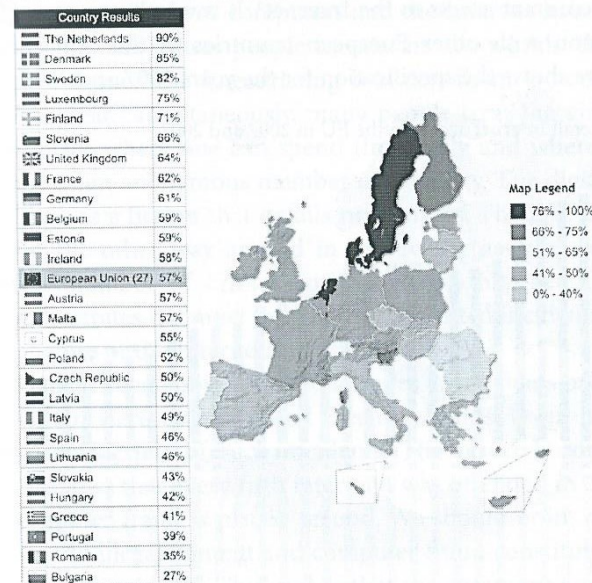 Country Results
The Netherlands 90%
Denmark 85%
Sweden 82%
Luxembourg 75%
Finland 71%
Slovenia 66%
United Kingdom 64%
France 62%
Germany 61%
Belgium 59%
Estonia 59%
Ireland 58%
European Union (27) 57%
Austria 57%
Malta 57%
Cyprus 55%
Poland 52%
Czech Republic 50%
Latvia 50%
Italy 49%
Spain 46%
Lithuania 46%
Slovakia 43%
Hungary 42%
Greece 41%
Portugal 39%
Romania 35%
Bulgaria 27%
Map Legend
76% - 100%
66% - 75%
51% - 65%
41% - 50%
0% - 40%